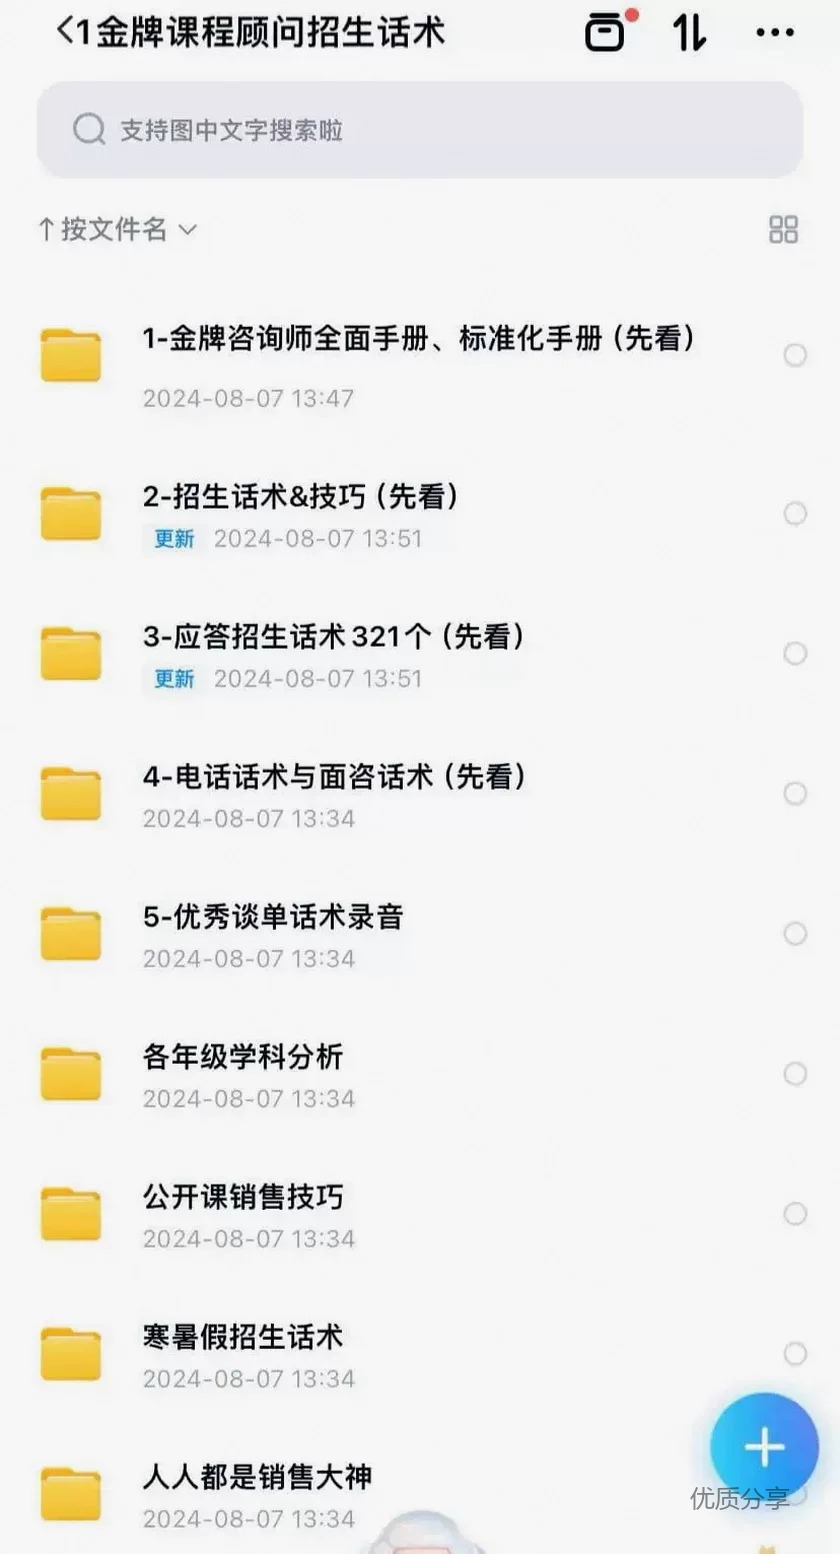 1金牌课程顾问招生话术
支持图中文字搜索啦
↑按文件名
1-金牌咨询师全面手册、标准化手册（先看）
2024-08-07 13:47
2-招生话术&技巧（先看）
更新 2024-08-07 13:51
3-应答招生话术321个（先看）
更新 2024-08-07 13:51
4-电话话术与面咨话术（先看）
2024-08-07 13:34
5-优秀谈单话术录音
2024-08-07 13:34
各年级学科分析
2024-08-07 13:34
公开课销售技巧
2024-08-07 13:34
寒暑假招生话术
2024-08-07 13:34
人人都是销售大神
2024-08-07 13:34
优质分享